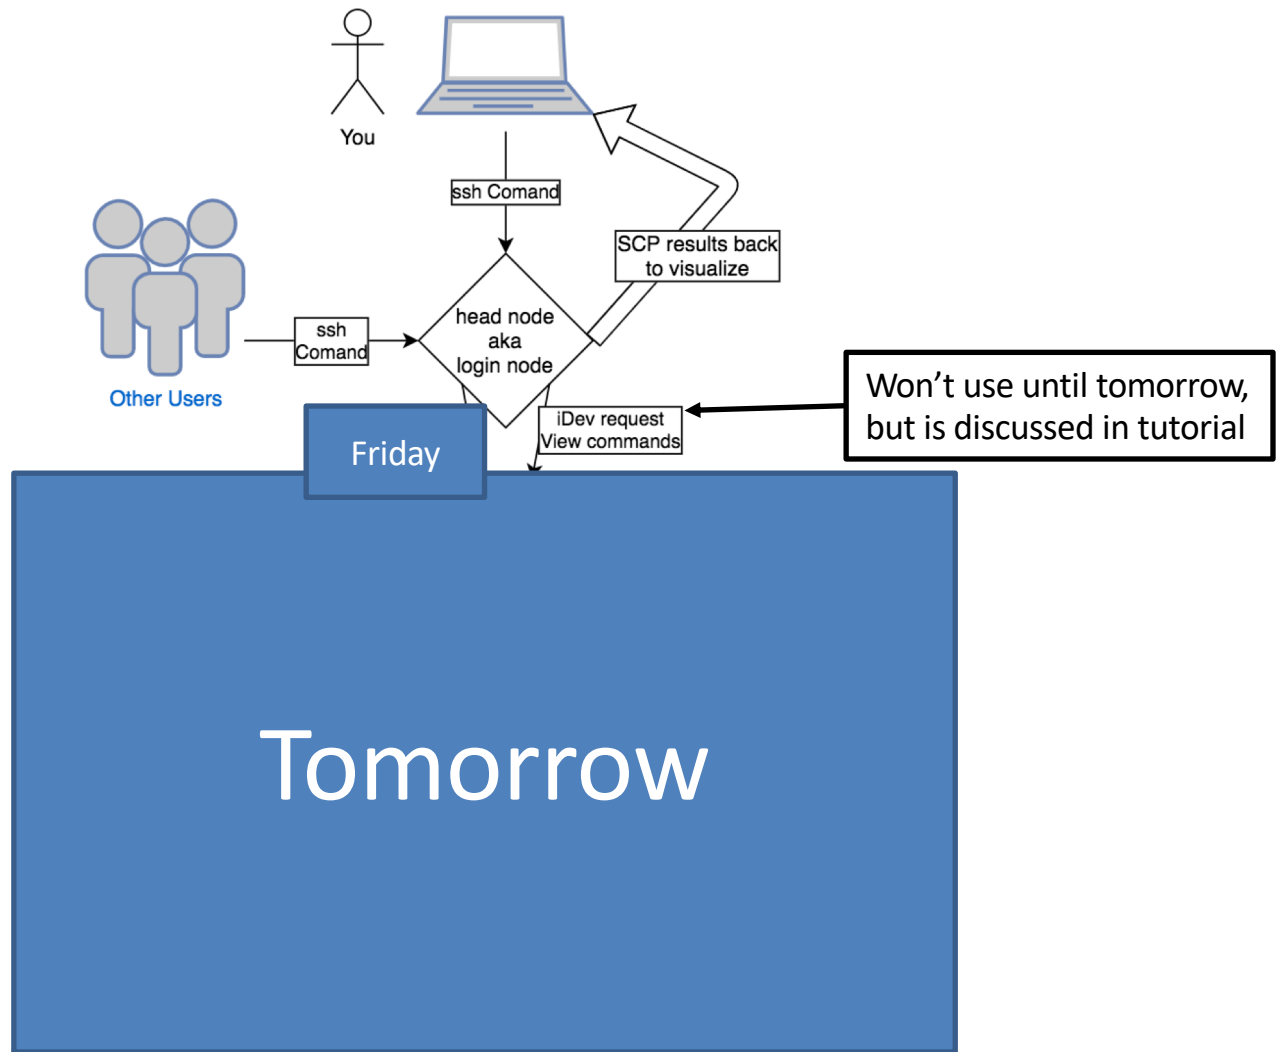 You
ssh Comand
SCP results back
to visualize
head node
aka
login node
ssh
Comand
Other Users
iDev request
View commands
Won’t use until tomorrow,
but is discussed in tutorial
Friday
Tomorrow